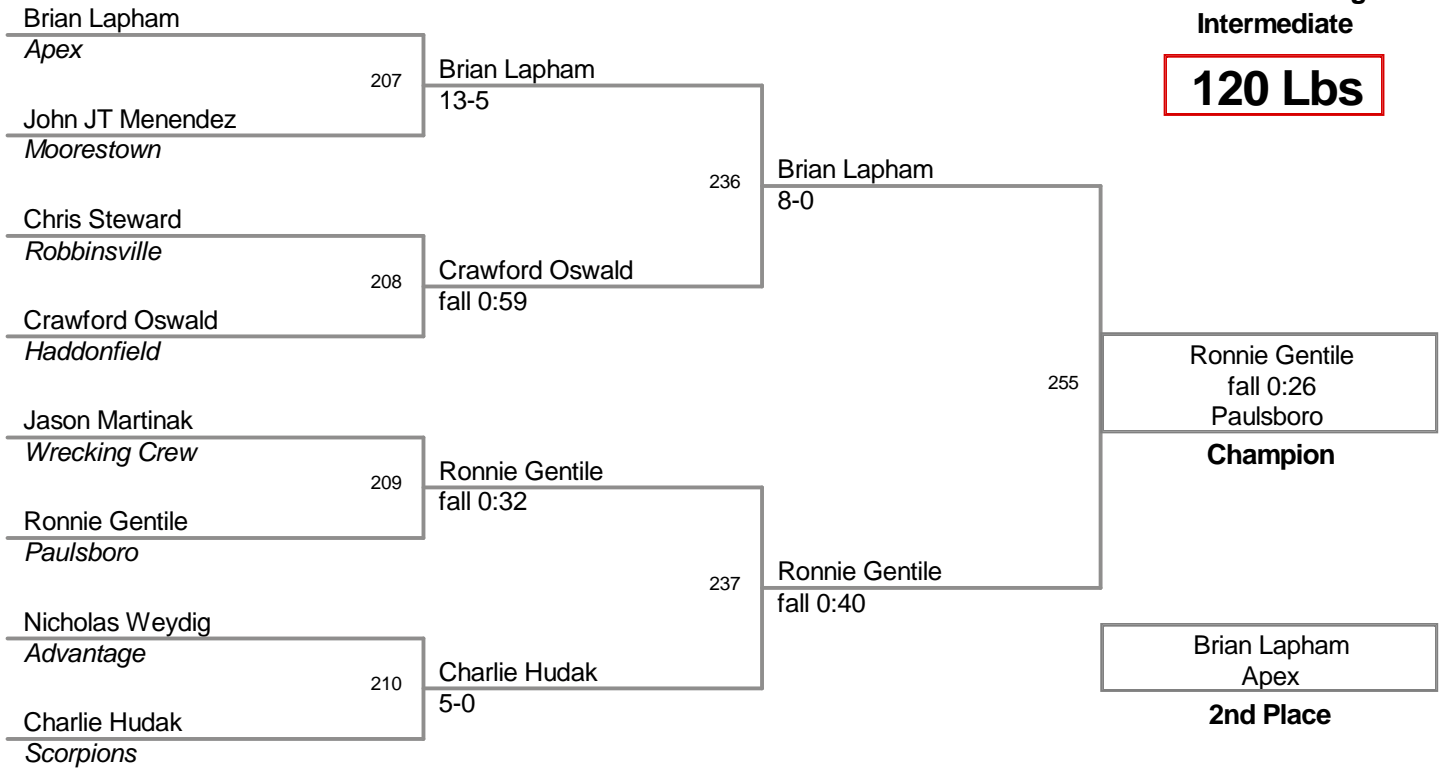 Brian Lapham
Apex
207
John JT Menendez
Moorestown
Brian Lapham
13-5
Chris Steward
Robbinsville
208
Crawford Oswald
Haddonfield
Crawford Oswald
fall 0:59
236
Brian Lapham
8-0
Jason Martinak
Wrecking Crew
209
Ronnie Gentile
Paulsboro
Ronnie Gentile
fall 0:32
Nicholas Weydig
Advantage
210
Charlie Hudak
Scorpions
Charlie Hudak
5-0
237
Ronnie Gentile
fall 0:40
255
Intermediate
120 Lbs
Ronnie Gentile
fall 0:26
Paulsboro
Champion
Brian Lapham
Apex
2nd Place